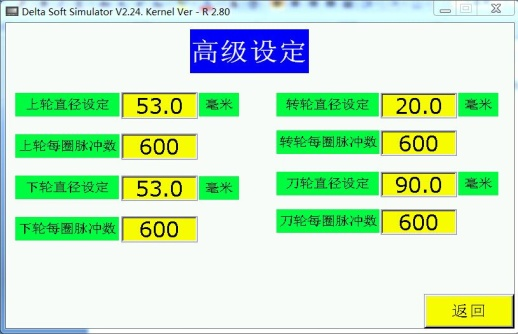 Delta Soft Simulator V2.24. Kernel Ver - R 2.80
高级设定
上轮直径设定 53.0 毫米 转轮直径设定 20.0 毫米
上轮每圈脉冲数 600 转轮每圈脉冲数 600
下轮直径设定 53.0 毫米 刀轮直径设定 90.0 毫米
下轮每圈脉冲数 600 刀轮每圈脉冲数 600
返回